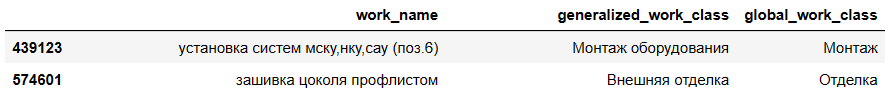 work_name generalized_work_class global_work_class
439123 установка систем мску,нку,сау (поз.6) Монтаж оборудования Монтаж
574601 зашивка цоколя профлистом Внешняя отделка Отделка